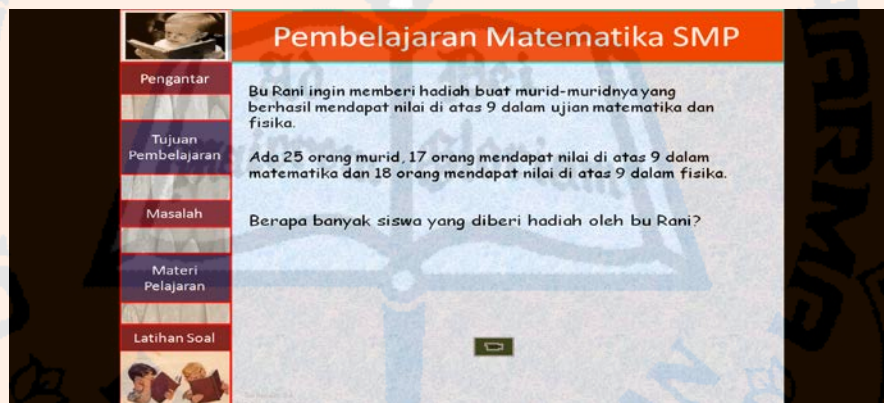 Pembelajaran Matematika SMP
Pengantar
Tujuan
Pembelajaran
Masalah
Materi
Pelajaran
Latihan Soal
Bu Rani ingin memberi hadiah buat murid-muridnya yang
berhasil mendapat nilai di atas 9 dalam ujian matematika dan
fisika.
Ada 25 orang murid, 17 orang mendapat nilai di atas 9 dalam
matematika dan 18 orang mendapat nilai di atas 9 dalam fisika.
Berapa banyak siswa yang diberi hadiah oleh bu Rani?